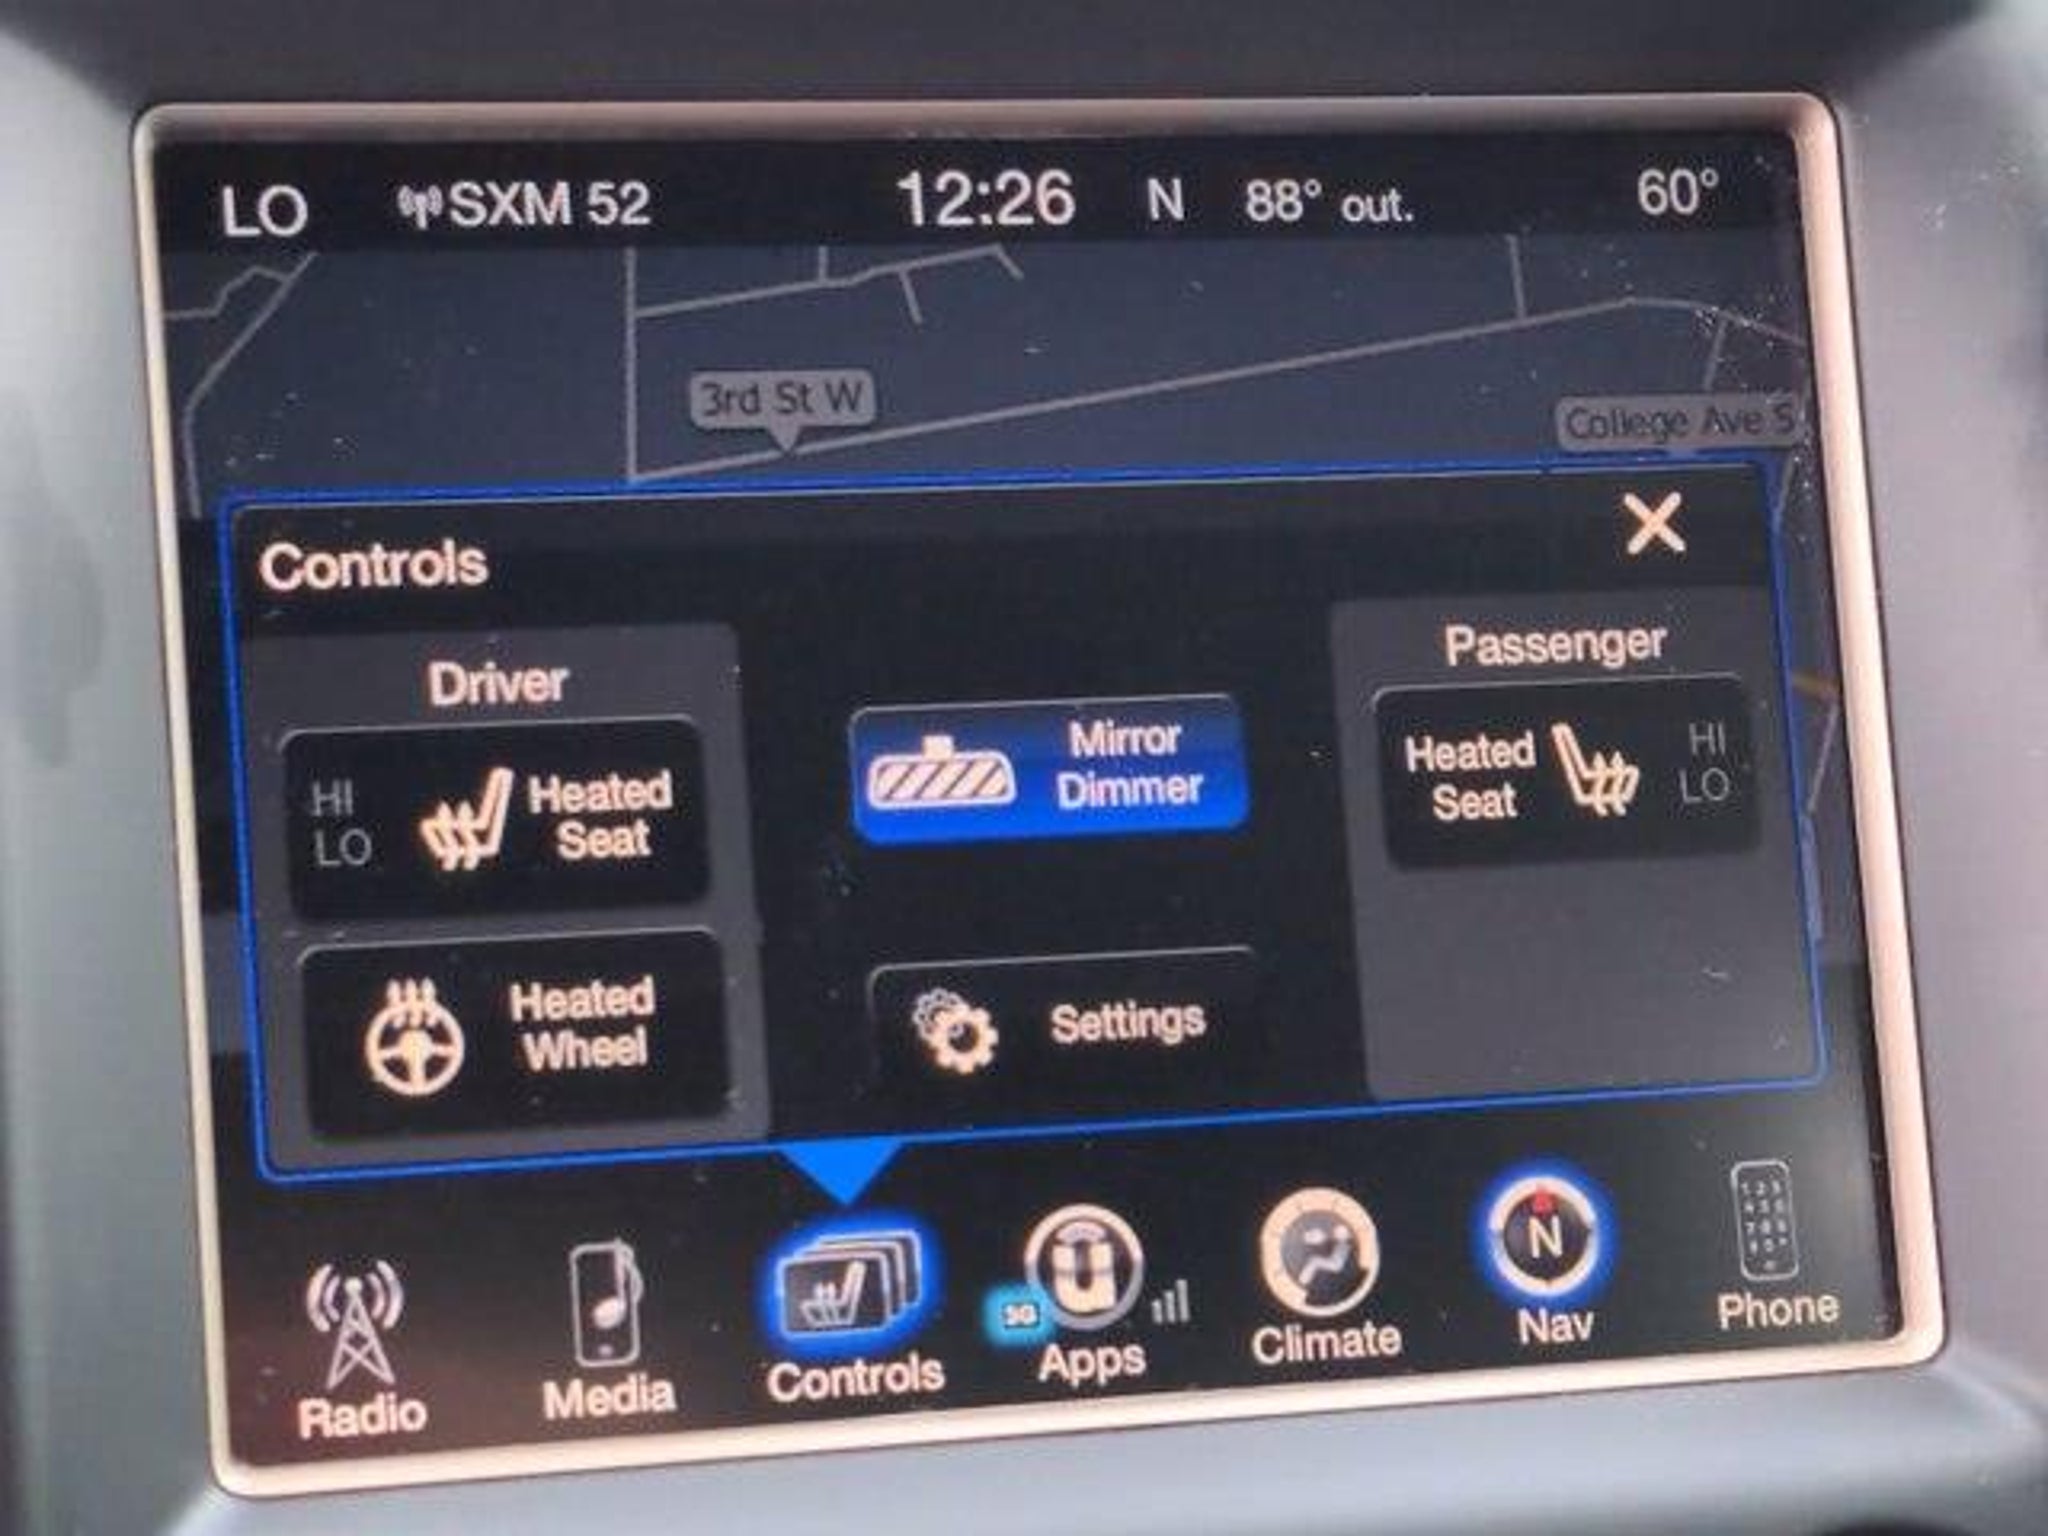 LO SXM 52 12:26 N 88° out. 60°
3rd St W
College Ave S
Controls
Driver
Passenger
HI
LO
Heated
Seat
Mirror
Dimmer
Heated
Seat
HI
LO
Heated
Wheel
Settings
Radio
Media
Controls
3G
Apps
Climate
N
Nav
Phone